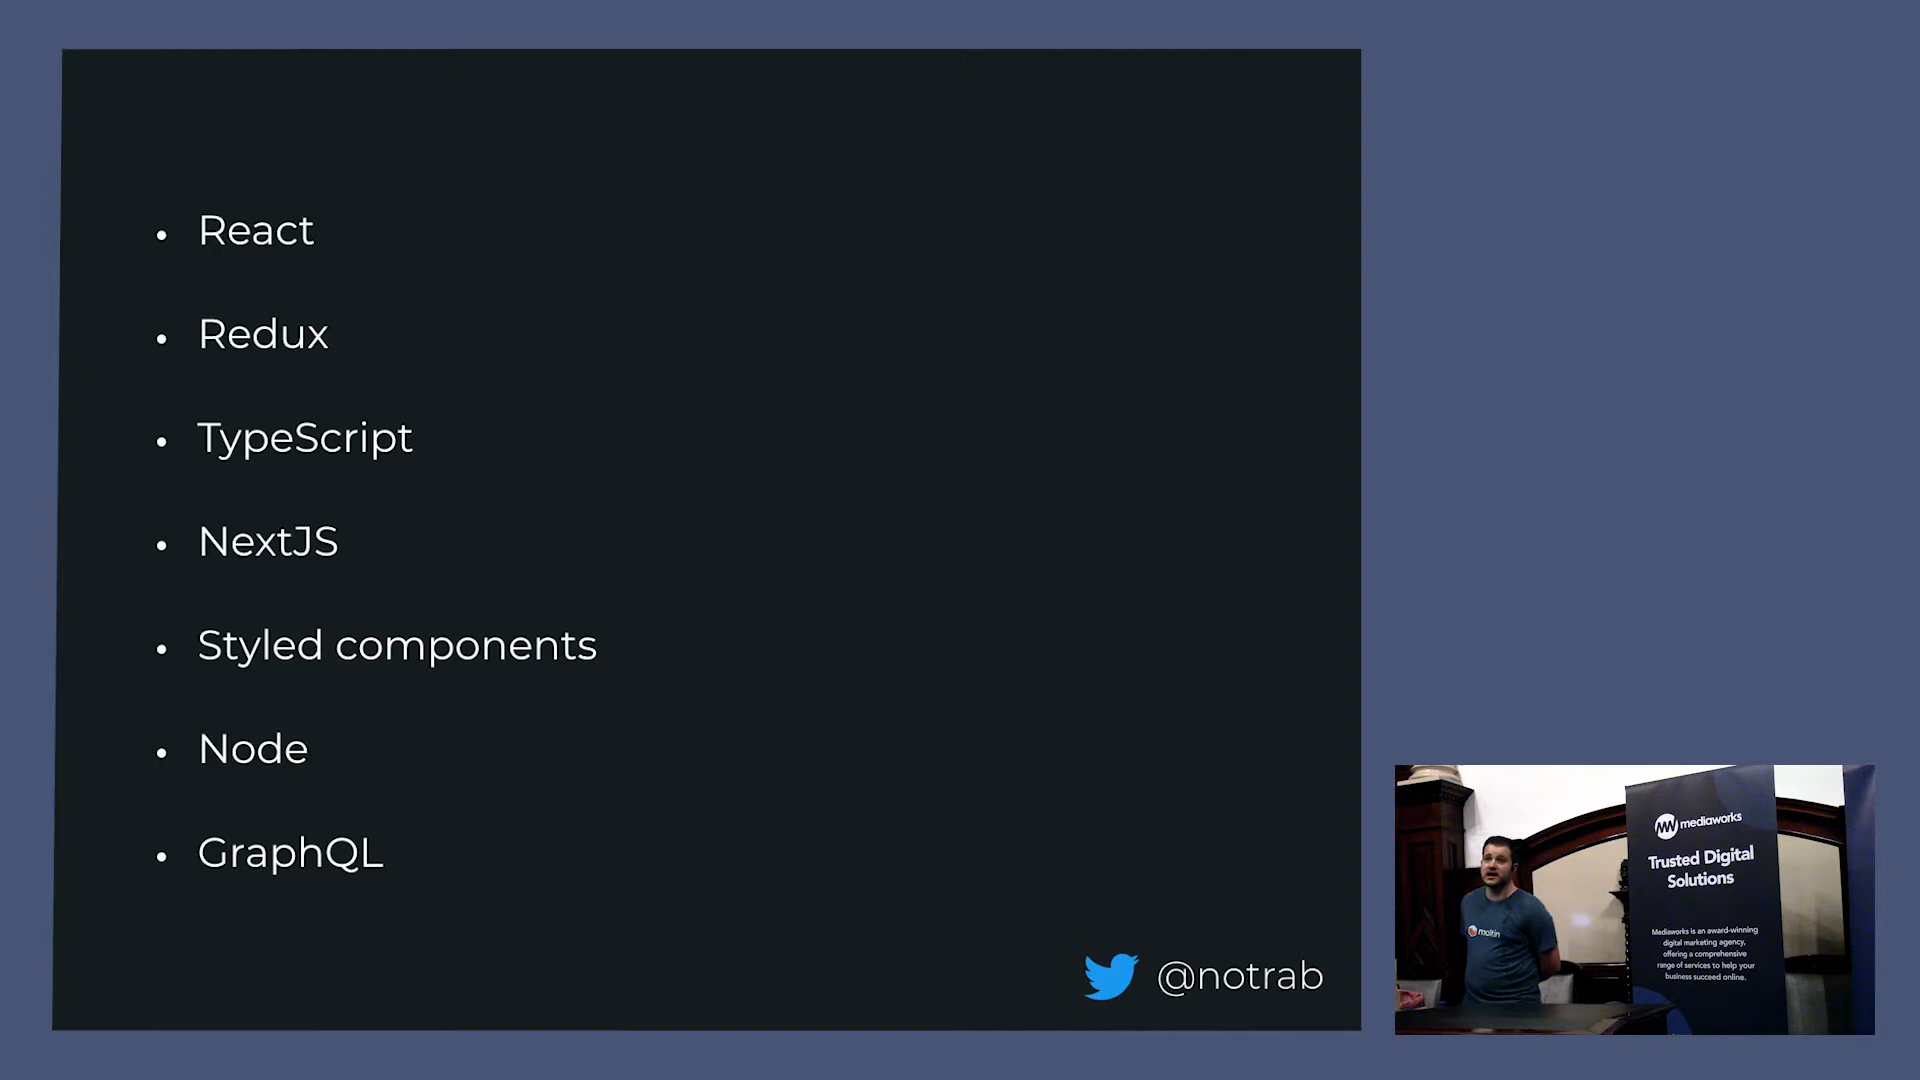 • React
• Redux
• TypeScript
• NextJS
• Styled components
• Node
• GraphQL
@notrab
moltin
mediaworks
Trusted Digital
Solutions
Mediaworks is an award-winning
digital marketing agency,
offering a comprehensive
range of services to help your
business succeed online.